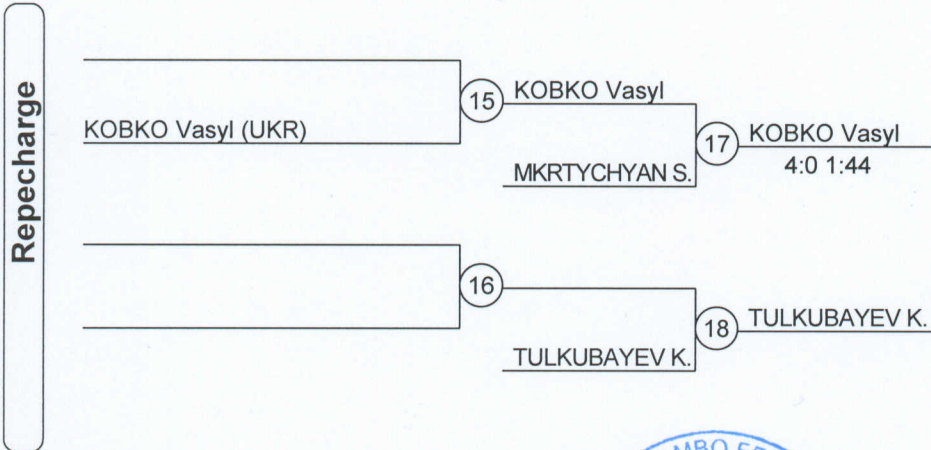 Repecharge
KOBKO Vasyl (UKR)
15
KOBKO Vasyl
MKRTYCHYAN S.
17
KOBKO Vasyl
4:0 1:44
16
TULKUBAYEV K.
18
TULKUBAYEV K.